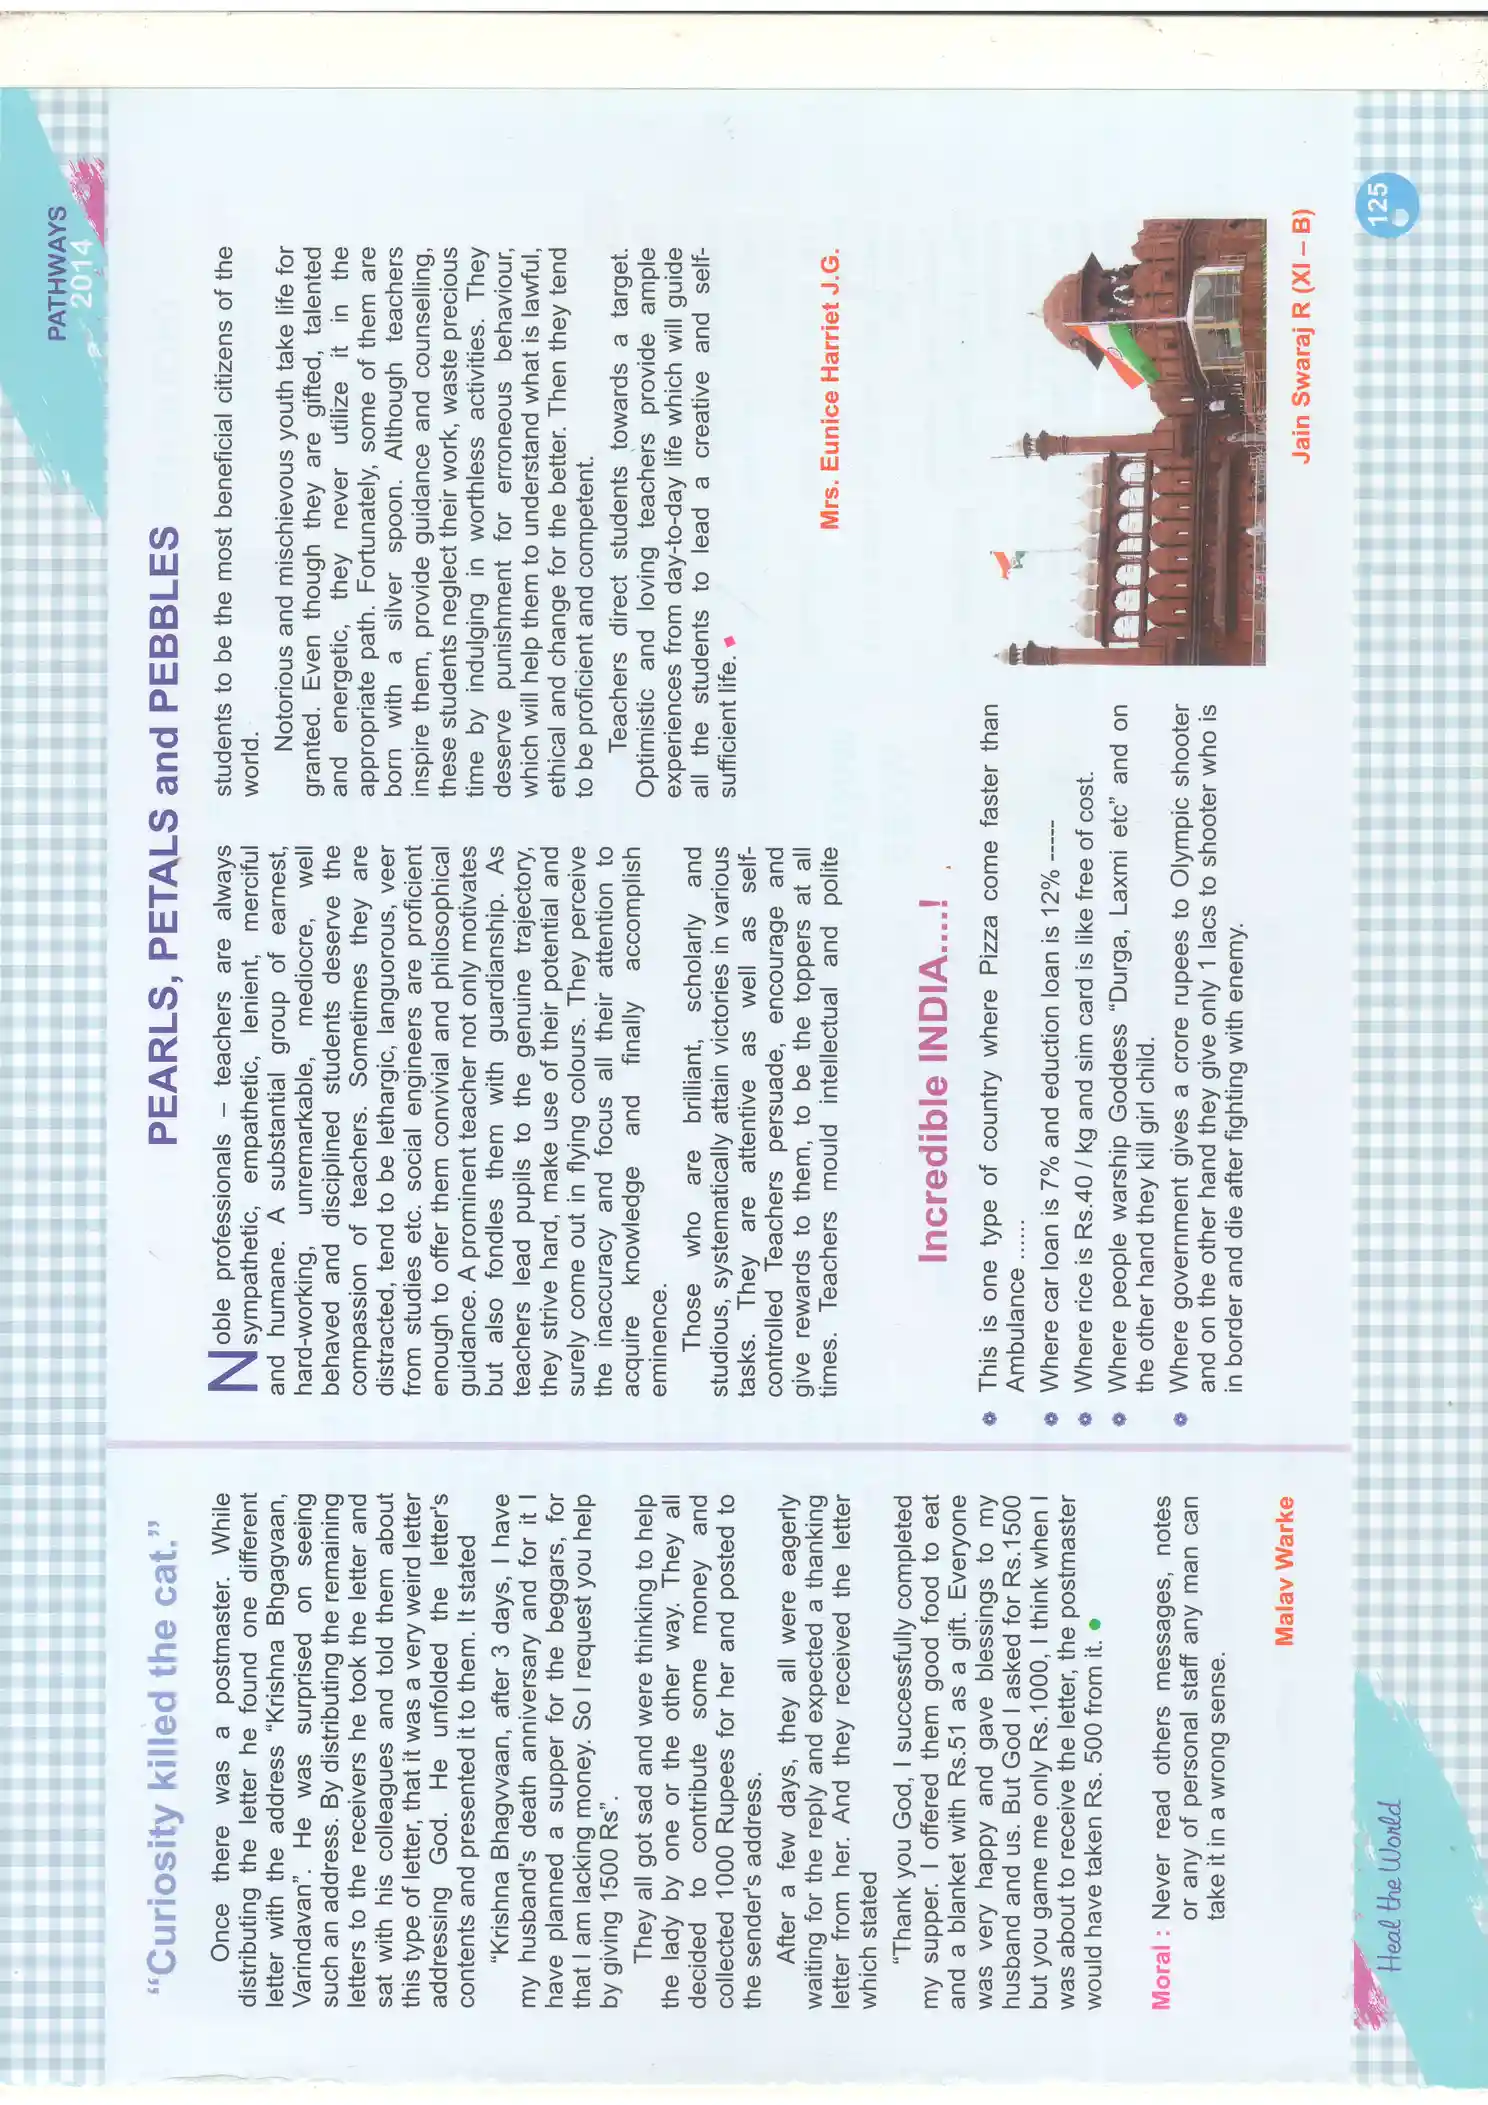 PATHWAYS
2014
“Curiosity killed the cat.”
Once there was a postmaster. While
distributing the letter he found one different
letter with the address “Krishna Bhgagvaan,
Varindavan”. He was surprised on seeing
such an address. By distributing the remaining
letters to the receivers he took the letter and
sat with his colleagues and told them about
this type of letter, that it was a very weird letter
addressing God. He unfolded the letter's
contents and presented it to them. It stated
“Krishna Bhagvvaan, after 3 days, I have
my husband's death anniversary and for it I
have planned a supper for the beggars, for
that I am lacking money. So I request you help
by giving 1500 Rs”.
They all got sad and were thinking to help
the lady by one or the other way. They all
decided to contribute some money and
collected 1000 Rupees for her and posted to
the sender's address.
After a few days, they all were eagerly
waiting for the reply and expected a thanking
letter from her. And they received the letter
which stated
“Thank you God, I successfully completed
my supper. I offered them good food to eat
and a blanket with Rs.51 as a gift. Everyone
was very happy and gave blessings to my
husband and us. But God I asked for Rs.1500
but you game me only Rs.1000, I think when I
was about to receive the letter, the postmaster
would have taken Rs. 500 from it.
Moral : Never read others messages, notes
or any of personal staff any man can
take it in a wrong sense.
Malav Warke
PEARLS, PETALS and PEBBLES
Noble professionals – teachers are always
sympathetic, empathetic, lenient, merciful
and humane. A substantial group of earnest,
hard-working, unremarkable, mediocre, well
behaved and disciplined students deserve the
compassion of teachers. Sometimes they are
distracted, tend to be lethargic, languorous, veer
from studies etc. social engineers are proficient
enough to offer them convivial and philosophical
guidance. A prominent teacher not only motivates
but also fondles them with guardianship. As
teachers lead pupils to the genuine trajectory,
they strive hard, make use of their potential and
surely come out in flying colours. They perceive
the inaccuracy and focus all their attention to
acquire knowledge and finally accomplish
eminence.
Those who are brilliant, scholarly and
studious, systematically attain victories in various
tasks. They are attentive as well as self-
controlled Teachers persuade, encourage and
give rewards to them, to be the toppers at all
times. Teachers mould intellectual and polite
students to be the most beneficial citizens of the
world.
Notorious and mischievous youth take life for
granted. Even though they are gifted, talented
and energetic, they never utilize it in the
appropriate path. Fortunately, some of them are
born with a silver spoon. Although teachers
inspire them, provide guidance and counselling,
these students neglect their work, waste precious
time by indulging in worthless activities. They
deserve punishment for erroneous behaviour,
which will help them to understand what is lawful,
ethical and change for the better. Then they tend
to be proficient and competent.
Teachers direct students towards a target.
Optimistic and loving teachers provide ample
experiences from day-to-day life which will guide
all the students to lead a creative and self-
sufficient life.
Mrs. Eunice Harriet J.G.
Incredible INDIA....!
This is one type of country where Pizza come faster than
Ambulance ......
Where car loan is 7% and eduction loan is 12% -----
Where rice is Rs.40 / kg and sim card is like free of cost.
Where people warship Goddess “Durga, Laxmi etc” and on
the other hand they kill girl child.
Where government gives a crore rupees to Olympic shooter
and on the other hand they give only 1 lacs to shooter who is
in border and die after fighting with enemy.
Jain Swaraj R (XI – B)
Heal the World
125